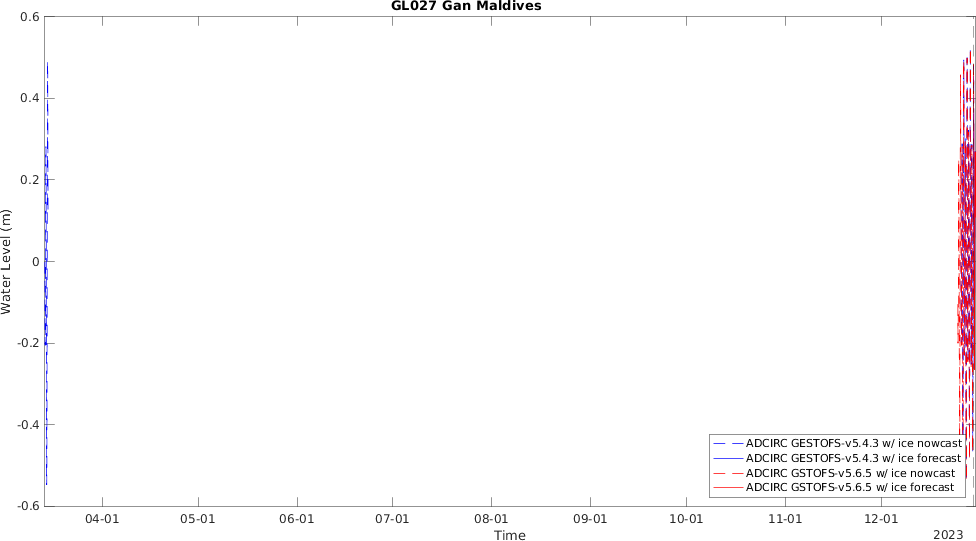 GL027 Gan Maldives
0.6
0.4
0.2
0
-0.2
-0.4
-0.6
Water Level (m)
ADCIRC GESTOFS-v5.4.3 w/ ice nowcast
ADCIRC GESTOFS-v5.4.3 w/ ice forecast
ADCIRC GSTOFS-v5.6.5 w/ ice nowcast
ADCIRC GSTOFS-v5.6.5 w/ ice forecast
04-01 05-01 06-01 07-01 08-01 09-01 10-01 11-01 12-01
Time
2023